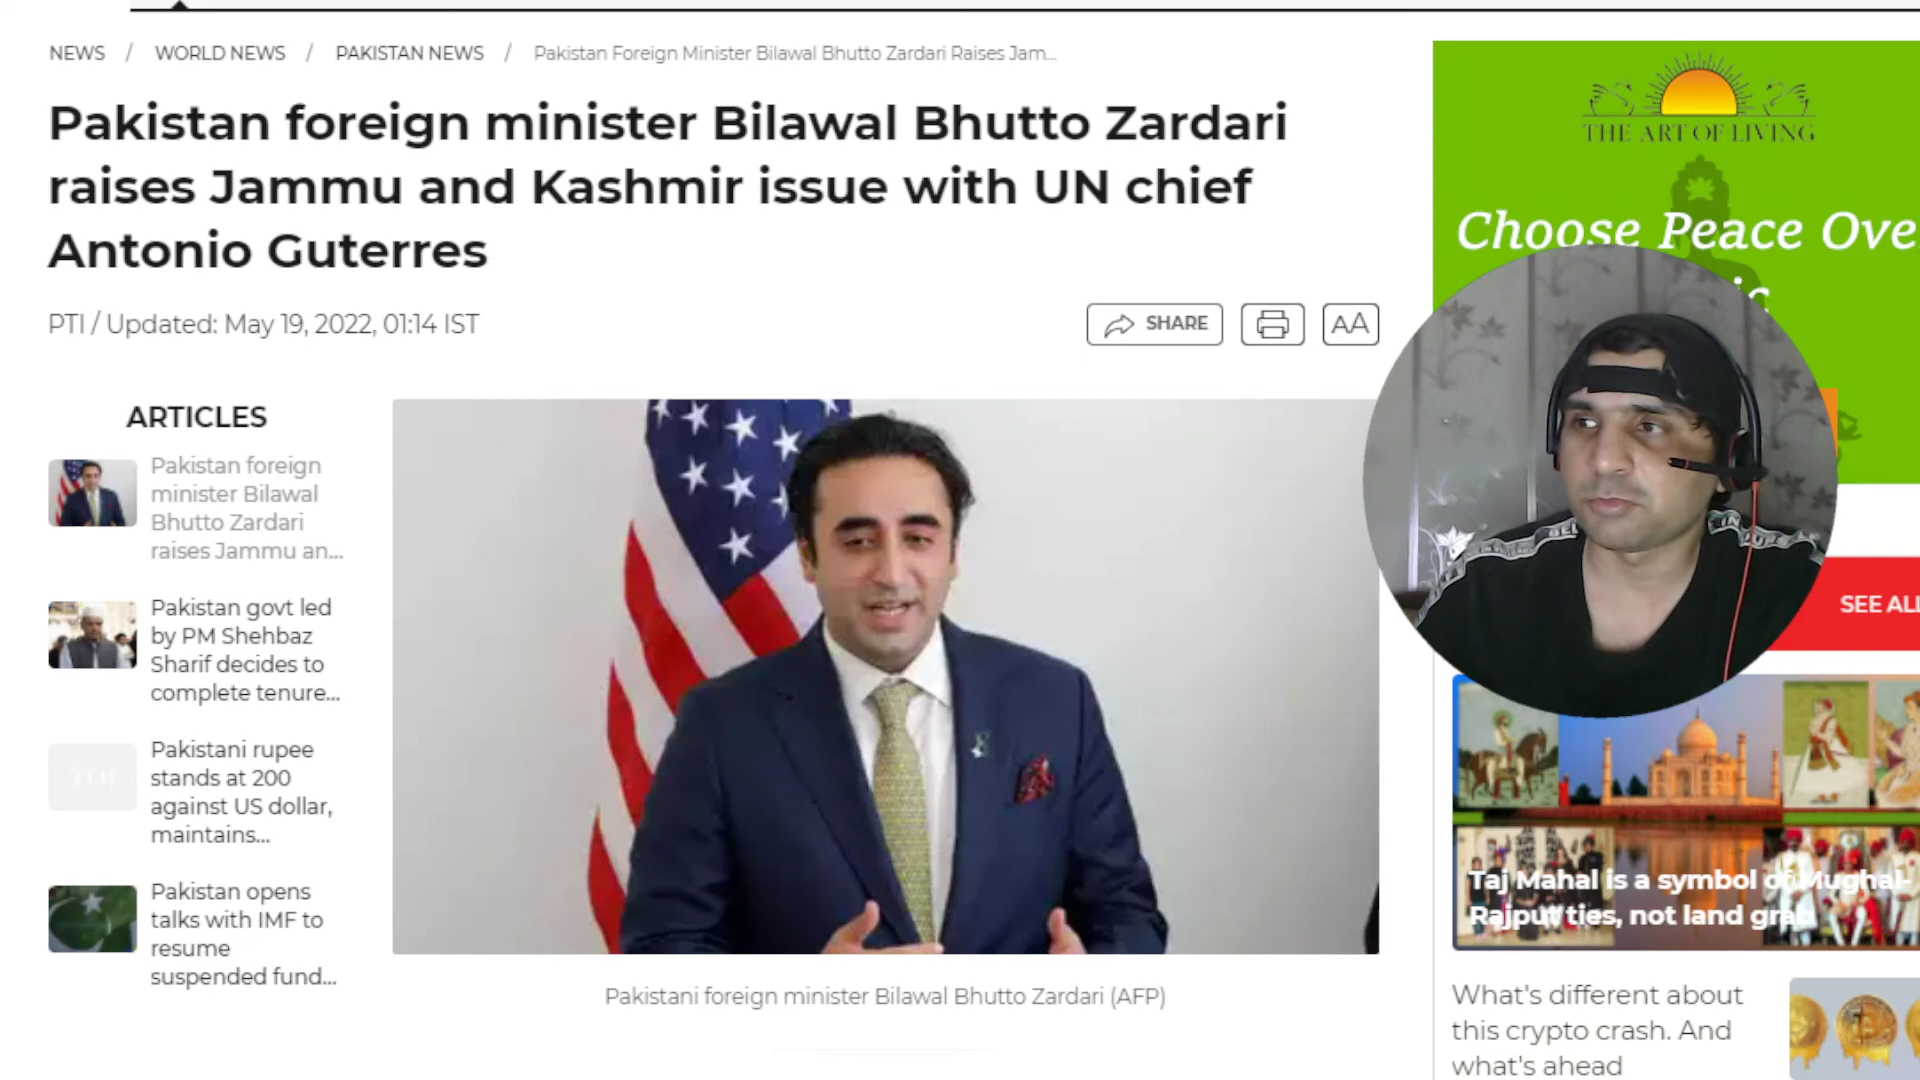 NEWS / WORLD NEWS / PAKISTAN NEWS / Pakistan Foreign Minister Bilawal Bhutto Zardari Raises Jam...
Pakistan foreign minister Bilawal Bhutto Zardari
raises Jammu and Kashmir issue with UN chief
Antonio Guterres
PTI / Updated: May 19, 2022, 01:14 IST
SHARE
AA
ARTICLES
Pakistan foreign
minister Bilawal
Bhutto Zardari
raises Jammu an...
Pakistan govt led
by PM Shehbaz
Sharif decides to
complete tenure...
TOI
Pakistani rupee
stands at 200
against US dollar,
maintains...
Pakistan opens
talks with IMF to
resume
suspended fund...
Pakistani foreign minister Bilawal Bhutto Zardari (AFP)
THE ART OF LIVING
Choose Peace Ove
ic
SEE ALL
Taj Mahal is a symbol of Mughal-
Rajput ties, not land grab
What's different about
this crypto crash. And
what's ahead